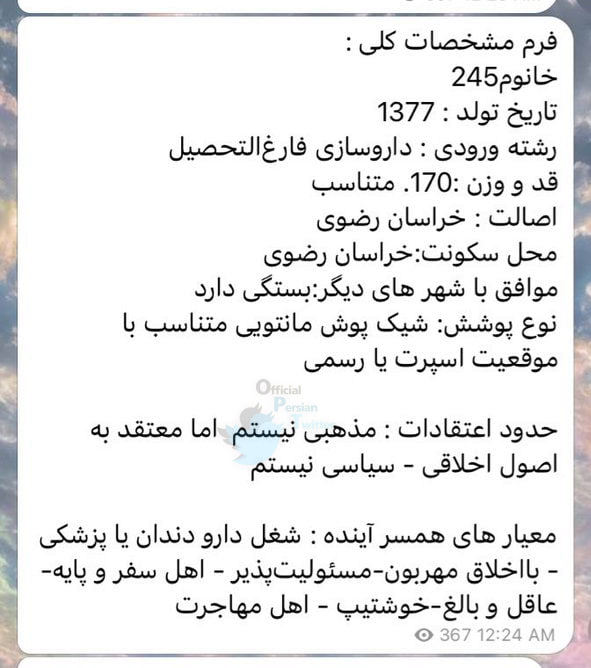 فرم مشخصات کلی :
خانوم245
تاریخ تولد : 1377
رشته ورودی : داروسازی فارغ‌التحصیل
قد و وزن :170. متناسب
اصالت : خراسان رضوی
محل سکونت:خراسان رضوی
موافق با شهر های دیگر:بستگی دارد
نوع پوشش: شیک پوش مانتویی متناسب با
موقعیت اسپرت یا رسمی
Official
Persian
Twitter
حدود اعتقادات : مذهبی نیستم اما معتقد به
اصول اخلاقی - سیاسی نیستم
معیار های همسر آینده : شغل دارو دندان یا پزشکی
- بااخلاق مهربون-مسئولیت‌پذیر - اهل سفر و پایه-
عاقل و بالغ-خوشتیپ - اهل مهاجرت
367 12:24 AM